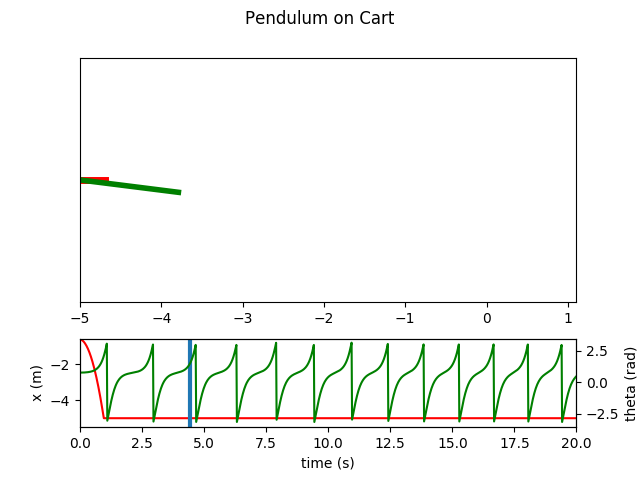 Pendulum on Cart
−5 −4 −3 −2 −1 0 1
−2
−4
x (m)
2.5
0.0
−2.5
theta (rad)
0.0 2.5 5.0 7.5 10.0 12.5 15.0 17.5 20.0
time (s)